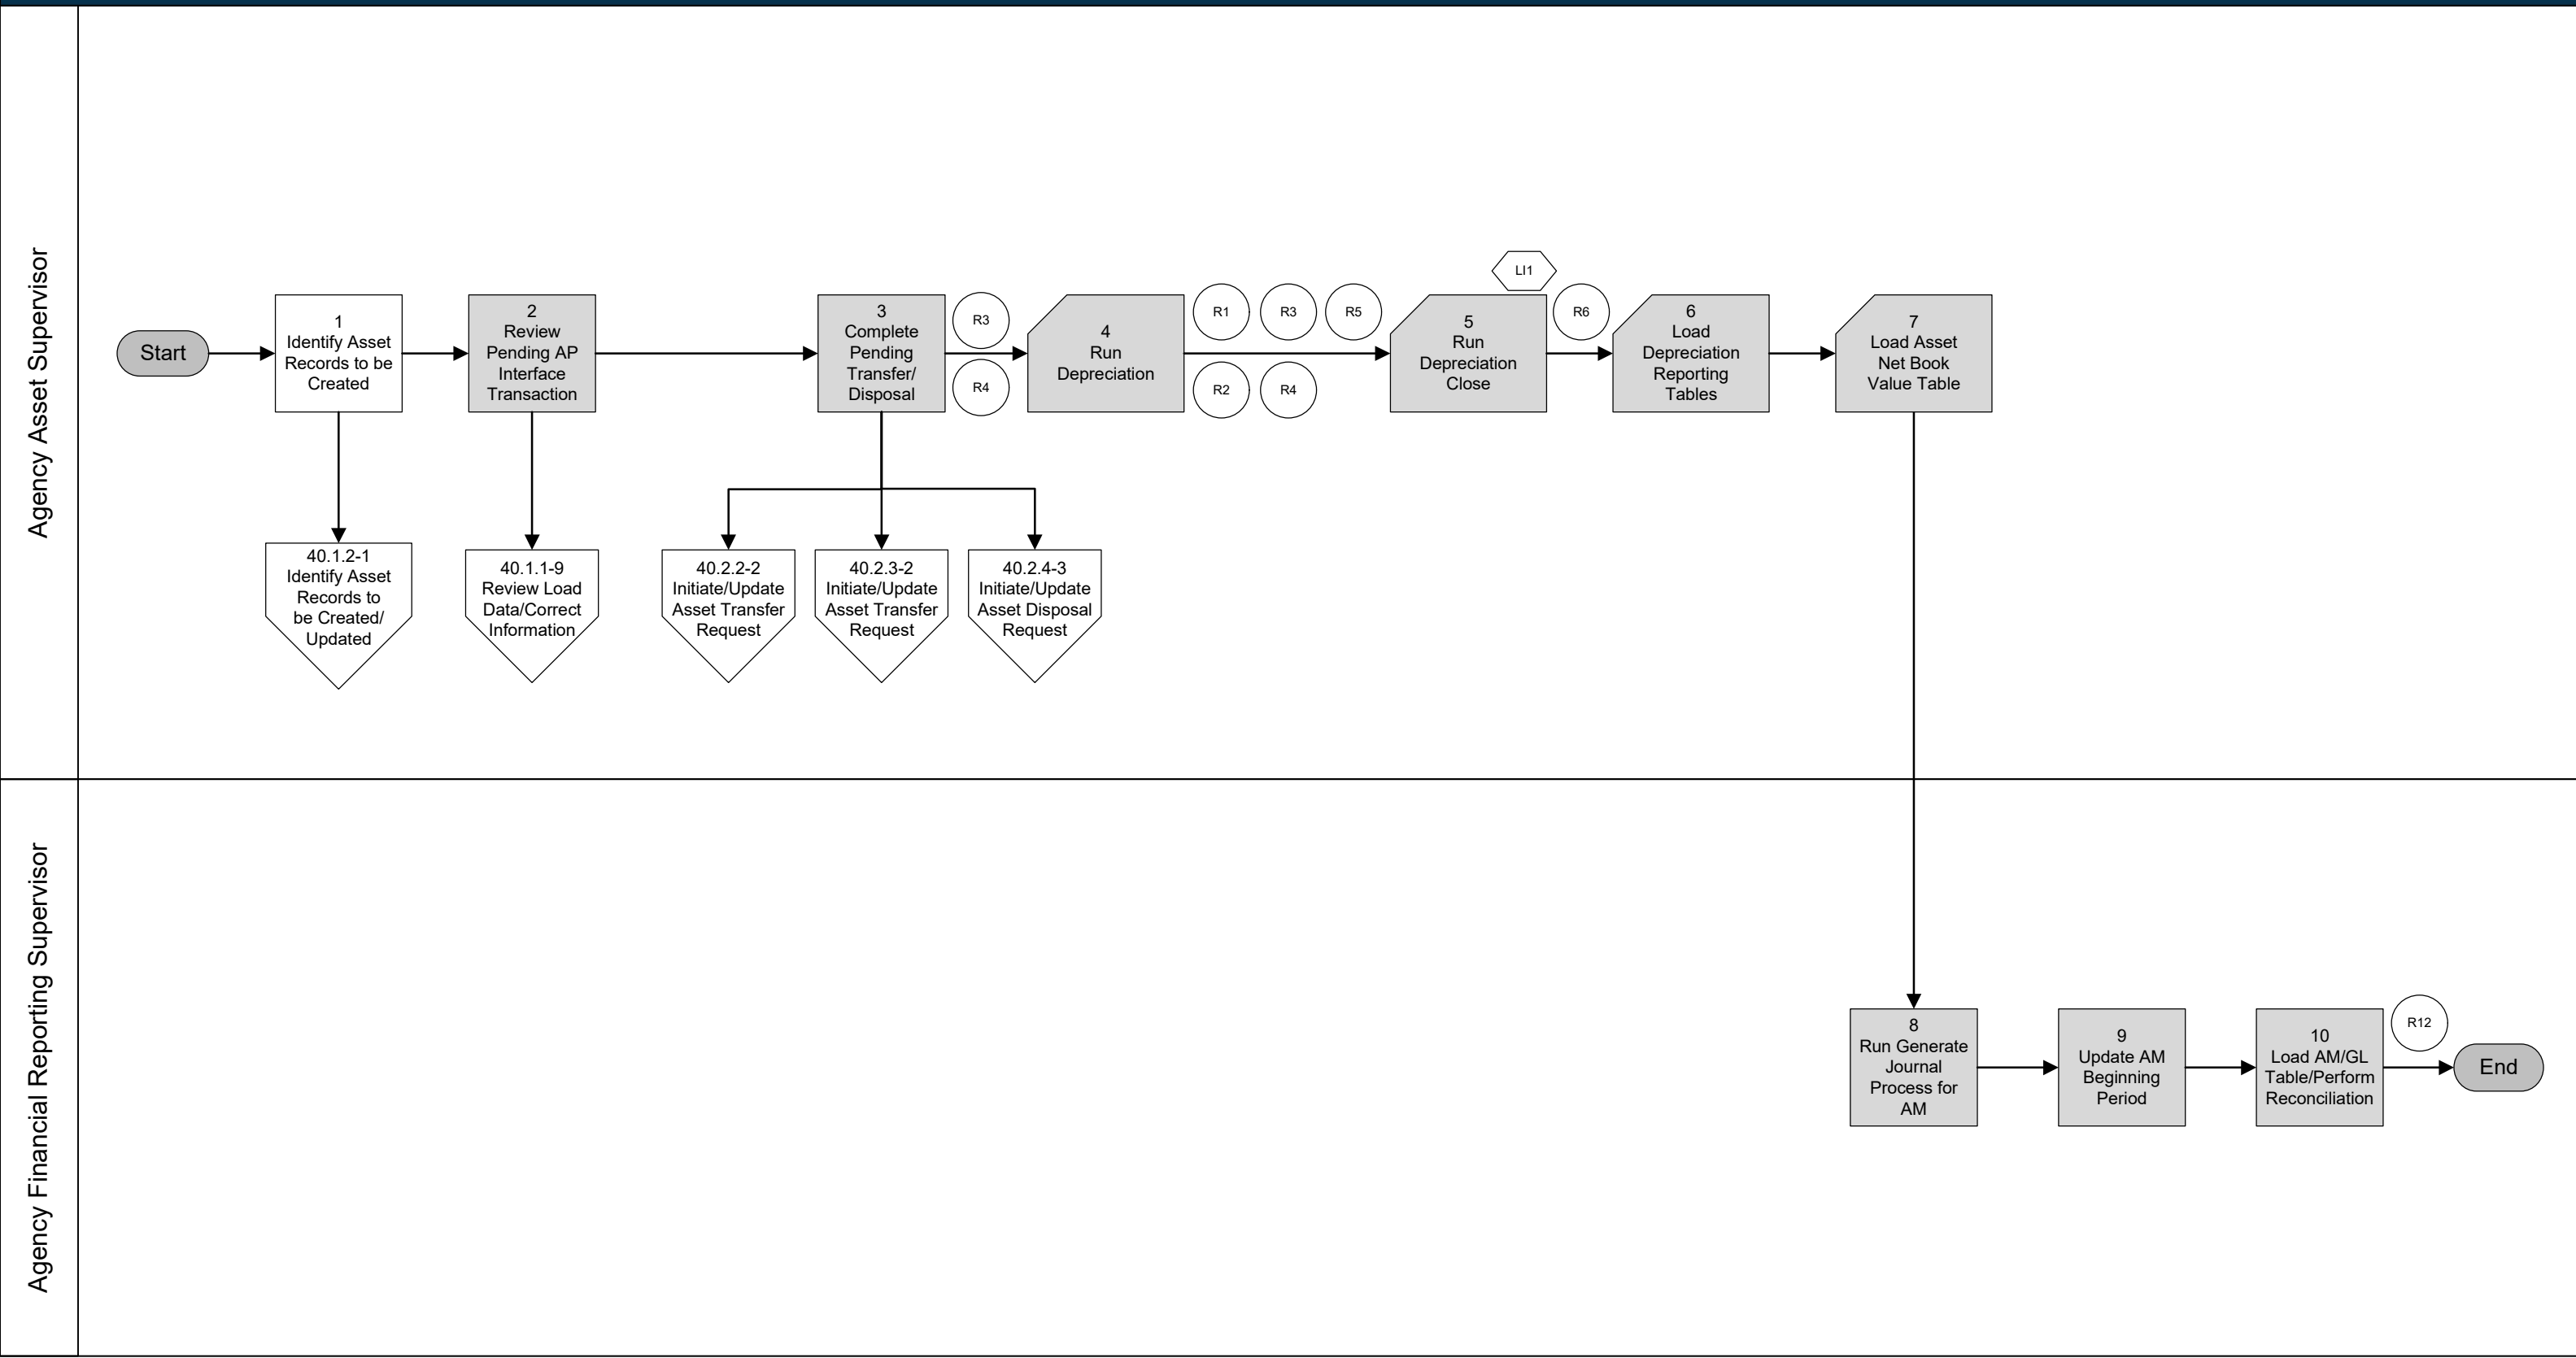 Agency Asset Supervisor
Start
1
Identify Asset
Records to be
Created
2
Review
Pending AP
Interface
Transaction
3
Complete
Pending
Transfer/
Disposal
R3
R4
4
Run
Depreciation
R1
R3
R5
R2
R4
LI1
5
Run
Depreciation
Close
R6
6
Load
Depreciation
Reporting
Tables
7
Load Asset
Net Book
Value Table
40.1.2-1
Identify Asset
Records to
be Created/
Updated
40.1.1-9
Review Load
Data/Correct
Information
40.2.2-2
Initiate/Update
Asset Transfer
Request
40.2.3-2
Initiate/Update
Asset Transfer
Request
40.2.4-3
Initiate/Update
Asset Disposal
Request
Agency Financial Reporting Supervisor
8
Run Generate
Journal
Process for
AM
9
Update AM
Beginning
Period
10
Load AM/GL
Table/Perform
Reconciliation
R12
End